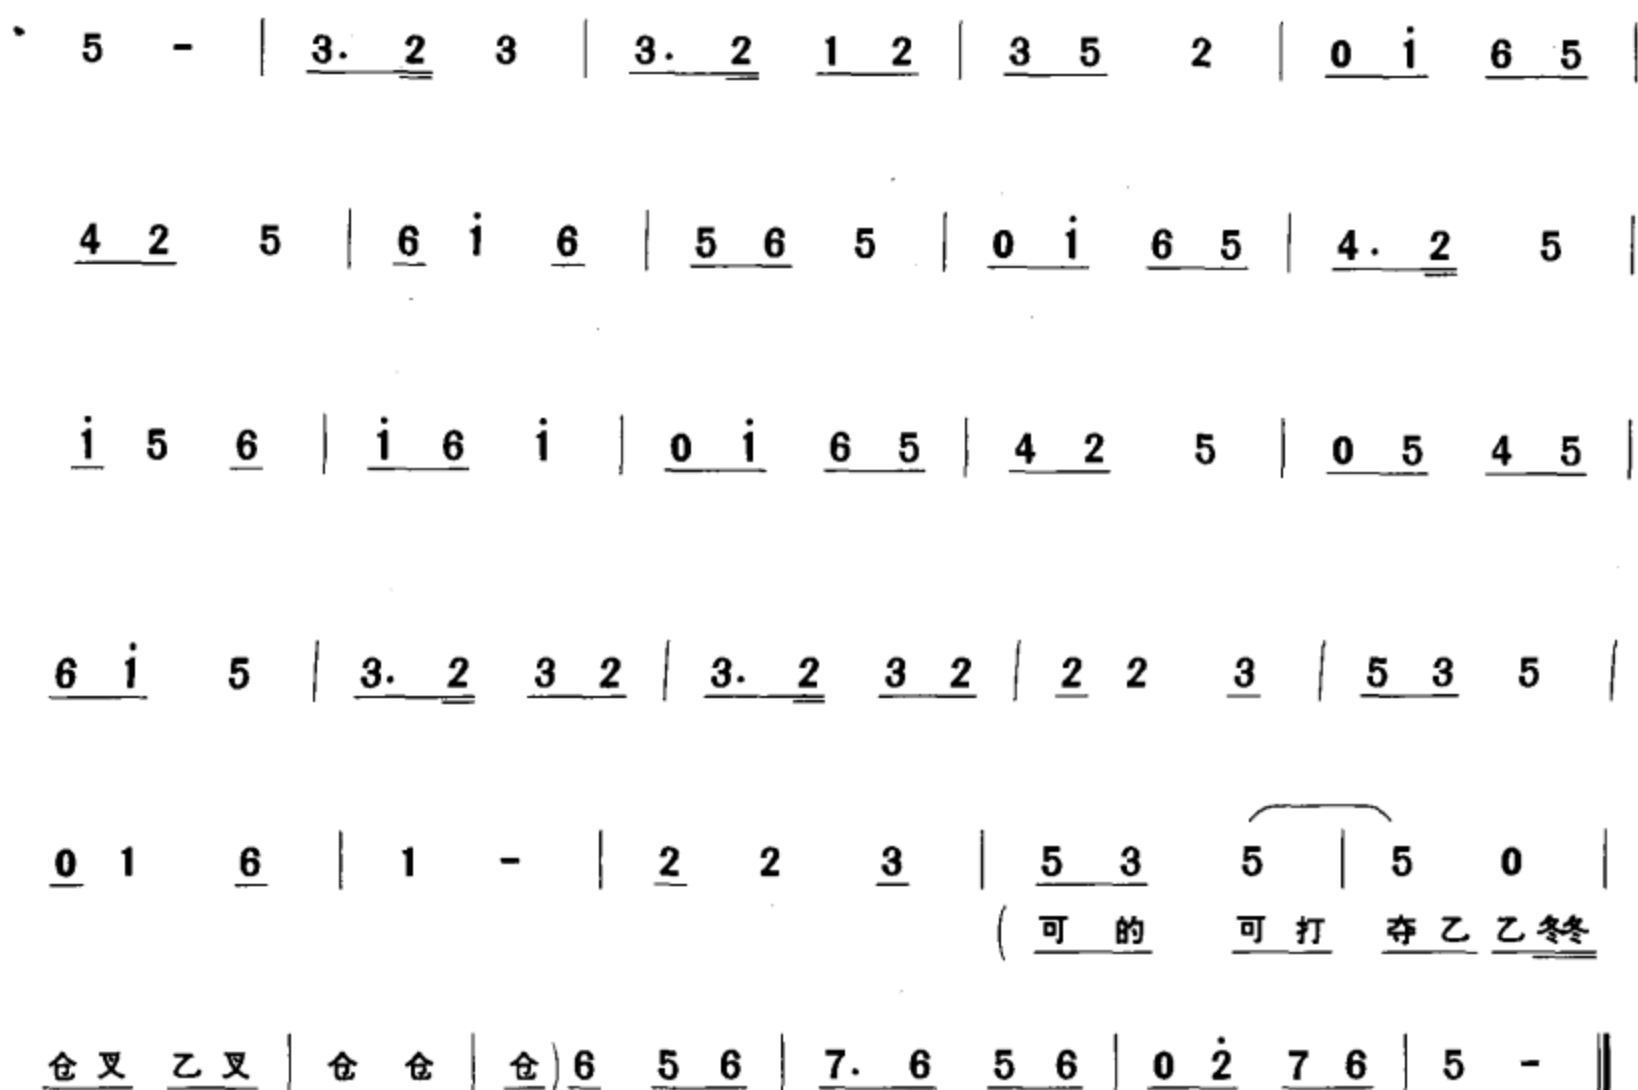 5 - | 3. 2 3 | 3. 2 1 2 | 3 5 2 | 0 i 6 5 |
4 2 5 | 6 i 6 | 5 6 5 | 0 i 6 5 | 4. 2 5 |
i 5 6 | i 6 i | 0 i 6 5 | 4 2 5 | 0 5 4 5 |
6 i 5 | 3. 2 3 2 | 3. 2 3 2 | 2 2 3 | 5 3 5 |
0 1 6 | 1 - | 2 2 3 | 5 3 5 | 5 0 |
( 可 的 可 打 夺 乙 乙 冬冬
仓 叉 乙 叉 | 仓 仓 | 仓 ) 6 5 6 | 7. 6 5 6 | 0 2̇ 7 6 | 5 - ‖